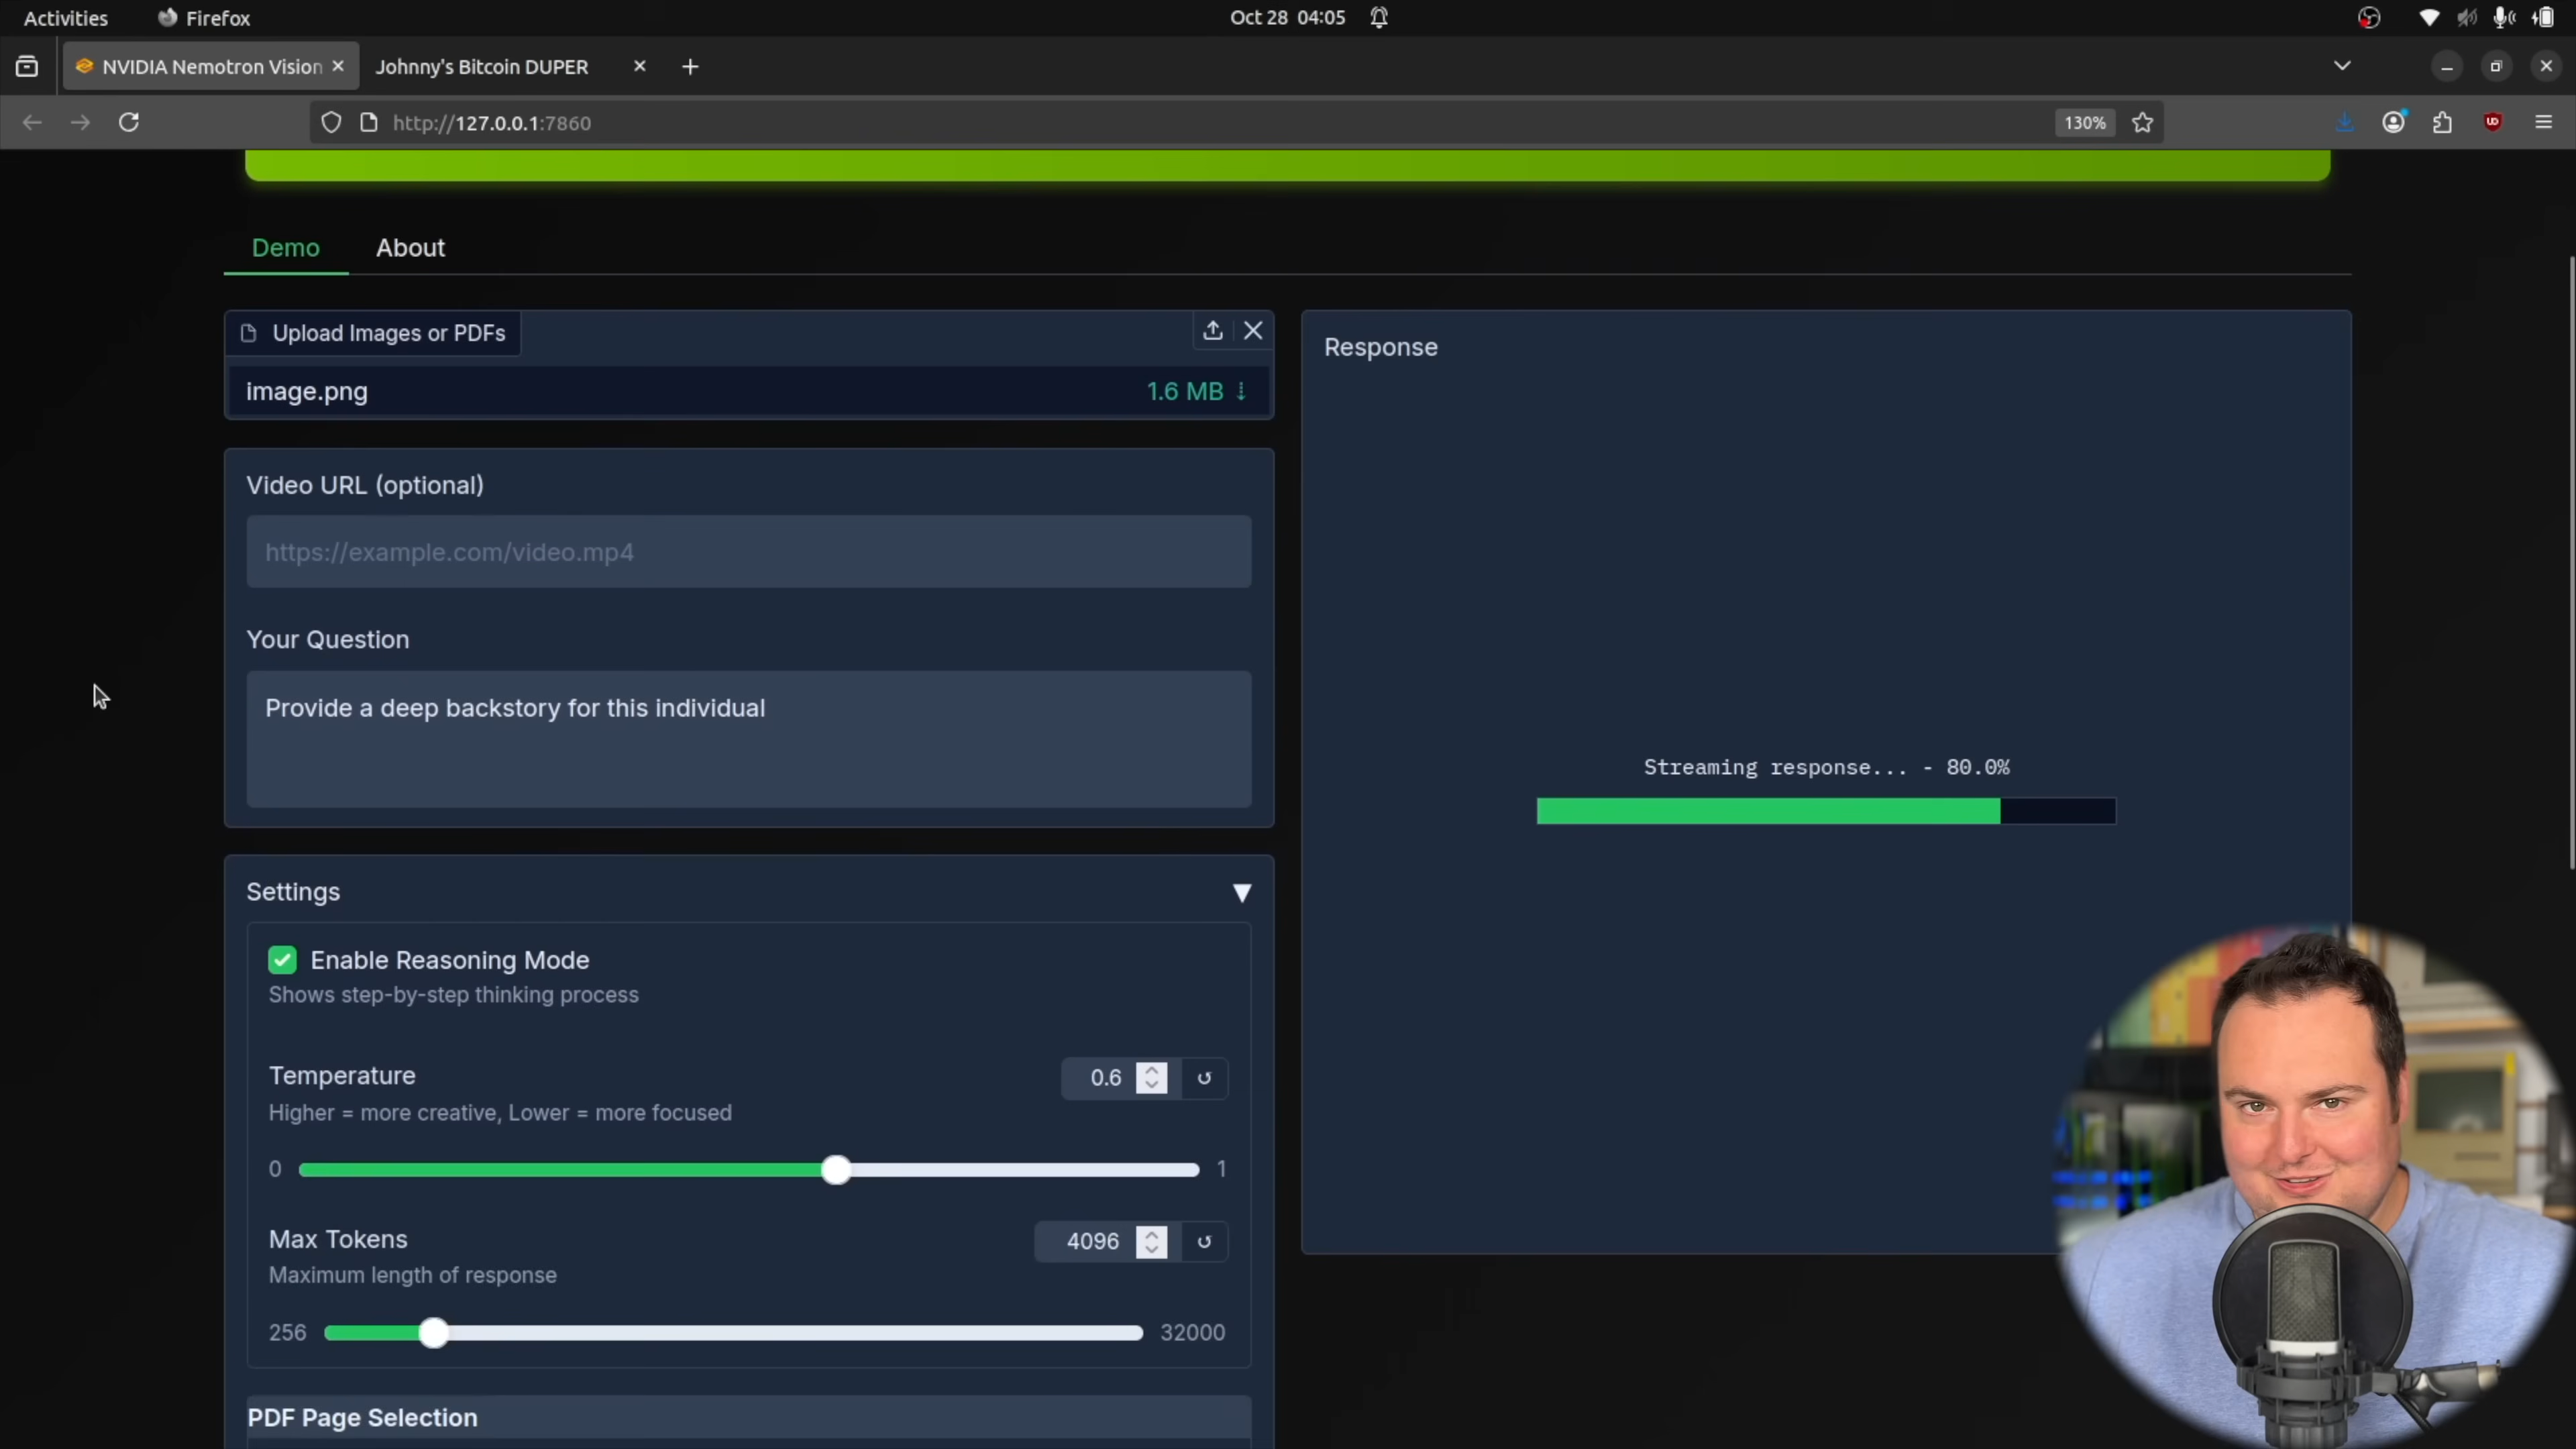 Activities Firefox Oct 28 04:05
NVIDIA Nemotron Vision Johnny's Bitcoin DUPER
http://127.0.0.1:7860 130%
Demo About
Upload Images or PDFs
image.png 1.6 MB
Video URL (optional)
https://example.com/video.mp4
Your Question
Provide a deep backstory for this individual
Settings
Enable Reasoning Mode
Shows step-by-step thinking process
Temperature 0.6
Higher = more creative, Lower = more focused
0 1
Max Tokens 4096
Maximum length of response
256 32000
PDF Page Selection
Response
Streaming response... - 80.0%